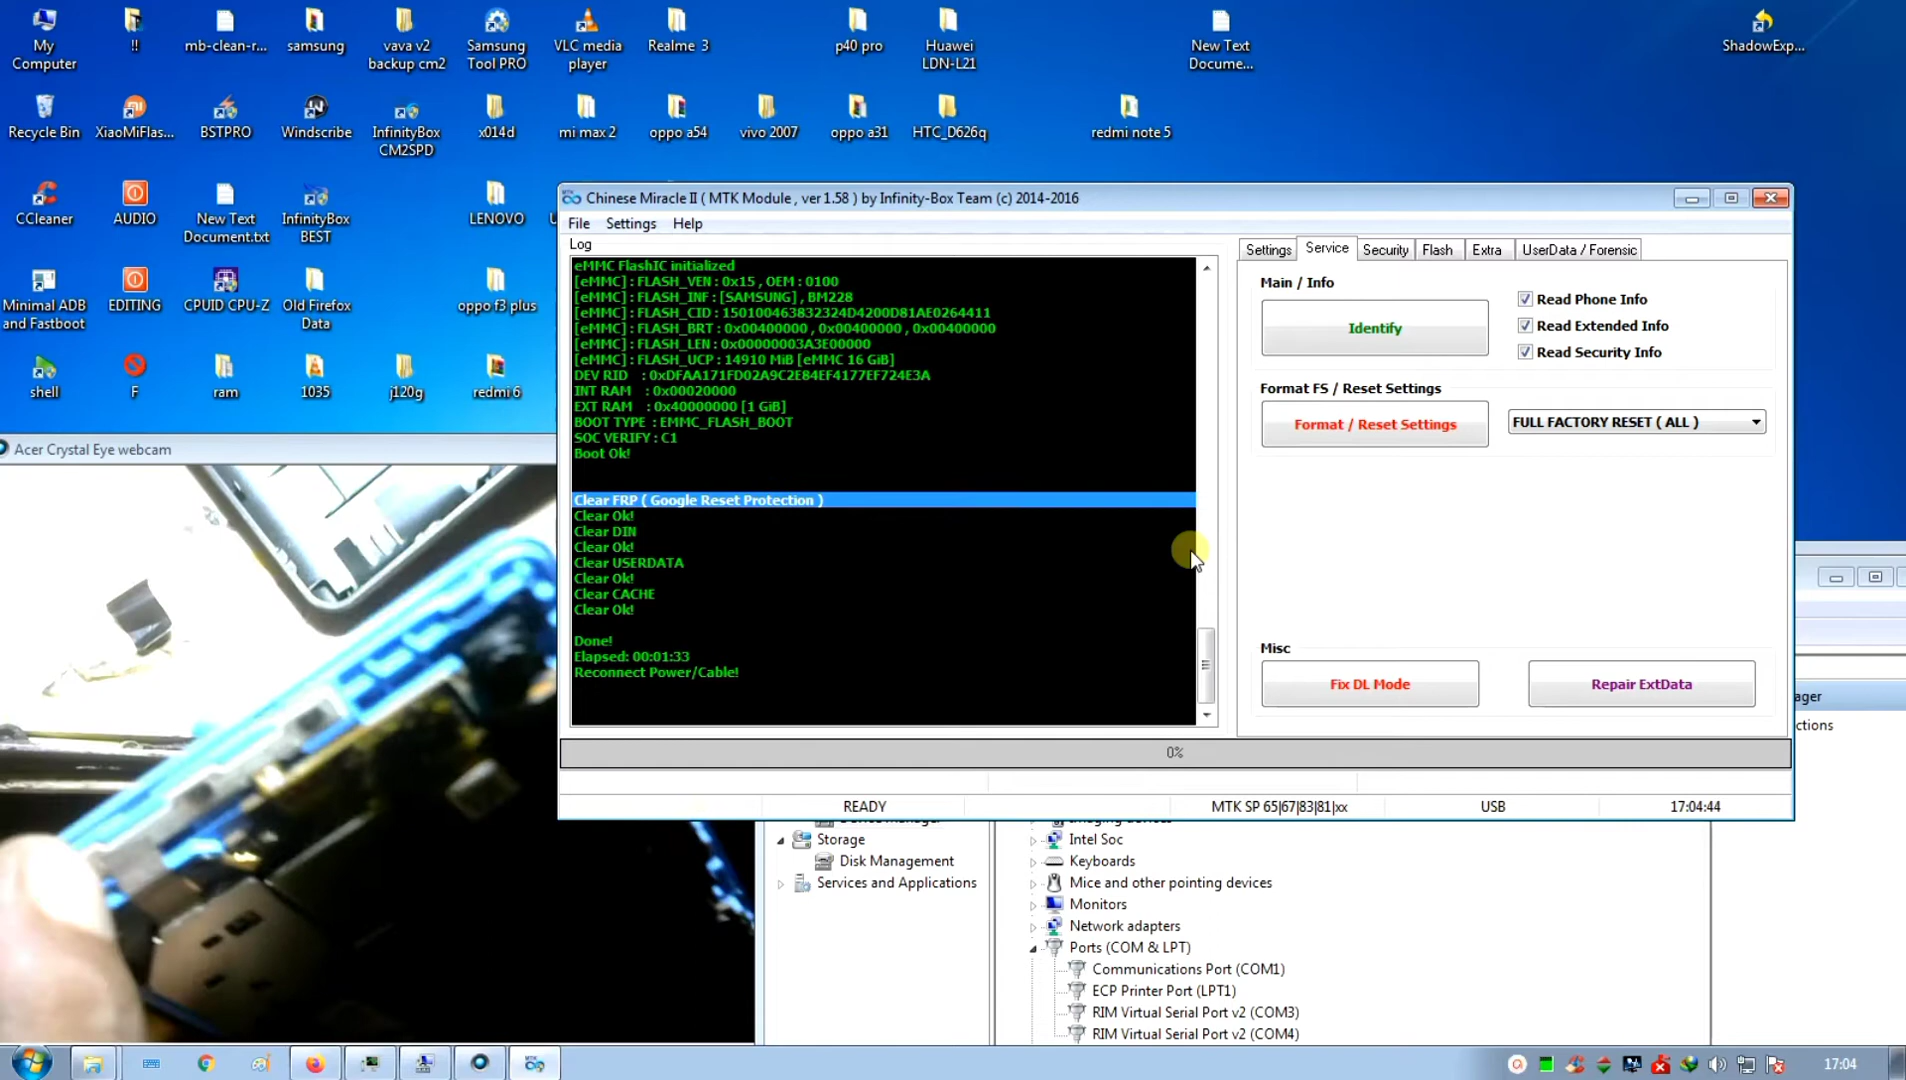 My Computer
!!
mb-clean-r...
samsung
vava v2 backup cm2
Samsung Tool PRO
VLC media player
Realme 3
p40 pro
Huawei LDN-L21
New Text Docume...
ShadowExp...
Recycle Bin
XiaoMiFlas...
BSTPRO
Windscribe
InfinityBox CM2SPD
x014d
mi max 2
oppo a54
vivo 2007
oppo a31
HTC_D626q
redmi note 5
CCleaner
AUDIO
New Text Document.txt
InfinityBox BEST
LENOVO
Minimal ADB and Fastboot
EDITING
CPUID CPU-Z
Old Firefox Data
oppo f3 plus
shell
F
ram
1035
j120g
redmi 6
Acer Crystal Eye webcam
Chinese Miracle II ( MTK Module , ver 1.58 ) by Infinity-Box Team (c) 2014-2016
File Settings Help
Log
eMMC FlashIC initialized
[eMMC] : FLASH_VEN : 0x15 , OEM : 0100
[eMMC] : FLASH_INF : [SAMSUNG] , BM228
[eMMC] : FLASH_CID : 150100463832324D4200D81AE0264411
[eMMC] : FLASH_BRT : 0x00400000 , 0x00400000 , 0x00400000
[eMMC] : FLASH_LEN : 0x00000003A3E00000
[eMMC] : FLASH_UCP : 14910 MiB [eMMC 16 GiB]
DEV RID : 0xDFAA171FD02A9C2E84EF4177EF724E3A
INT RAM : 0x00020000
EXT RAM : 0x40000000 [1 GiB]
BOOT TYPE : EMMC_FLASH_BOOT
SOC VERIFY : C1
Boot Ok!
Clear FRP ( Google Reset Protection )
Clear Ok!
Clear DIN
Clear Ok!
Clear USERDATA
Clear Ok!
Clear CACHE
Clear Ok!
Done!
Elapsed: 00:01:33
Reconnect Power/Cable!
Settings Service Security Flash Extra UserData / Forensic
Main / Info
Identify
Read Phone Info
Read Extended Info
Read Security Info
Format FS / Reset Settings
Format / Reset Settings
FULL FACTORY RESET ( ALL )
Misc
Fix DL Mode
Repair ExtData
0%
READY
MTK SP 65|67|83|81|xx
USB
17:04:44
ager
ctions
Storage
Disk Management
Services and Applications
Intel Soc
Keyboards
Mice and other pointing devices
Monitors
Network adapters
Ports (COM & LPT)
Communications Port (COM1)
ECP Printer Port (LPT1)
RIM Virtual Serial Port v2 (COM3)
RIM Virtual Serial Port v2 (COM4)
17:04